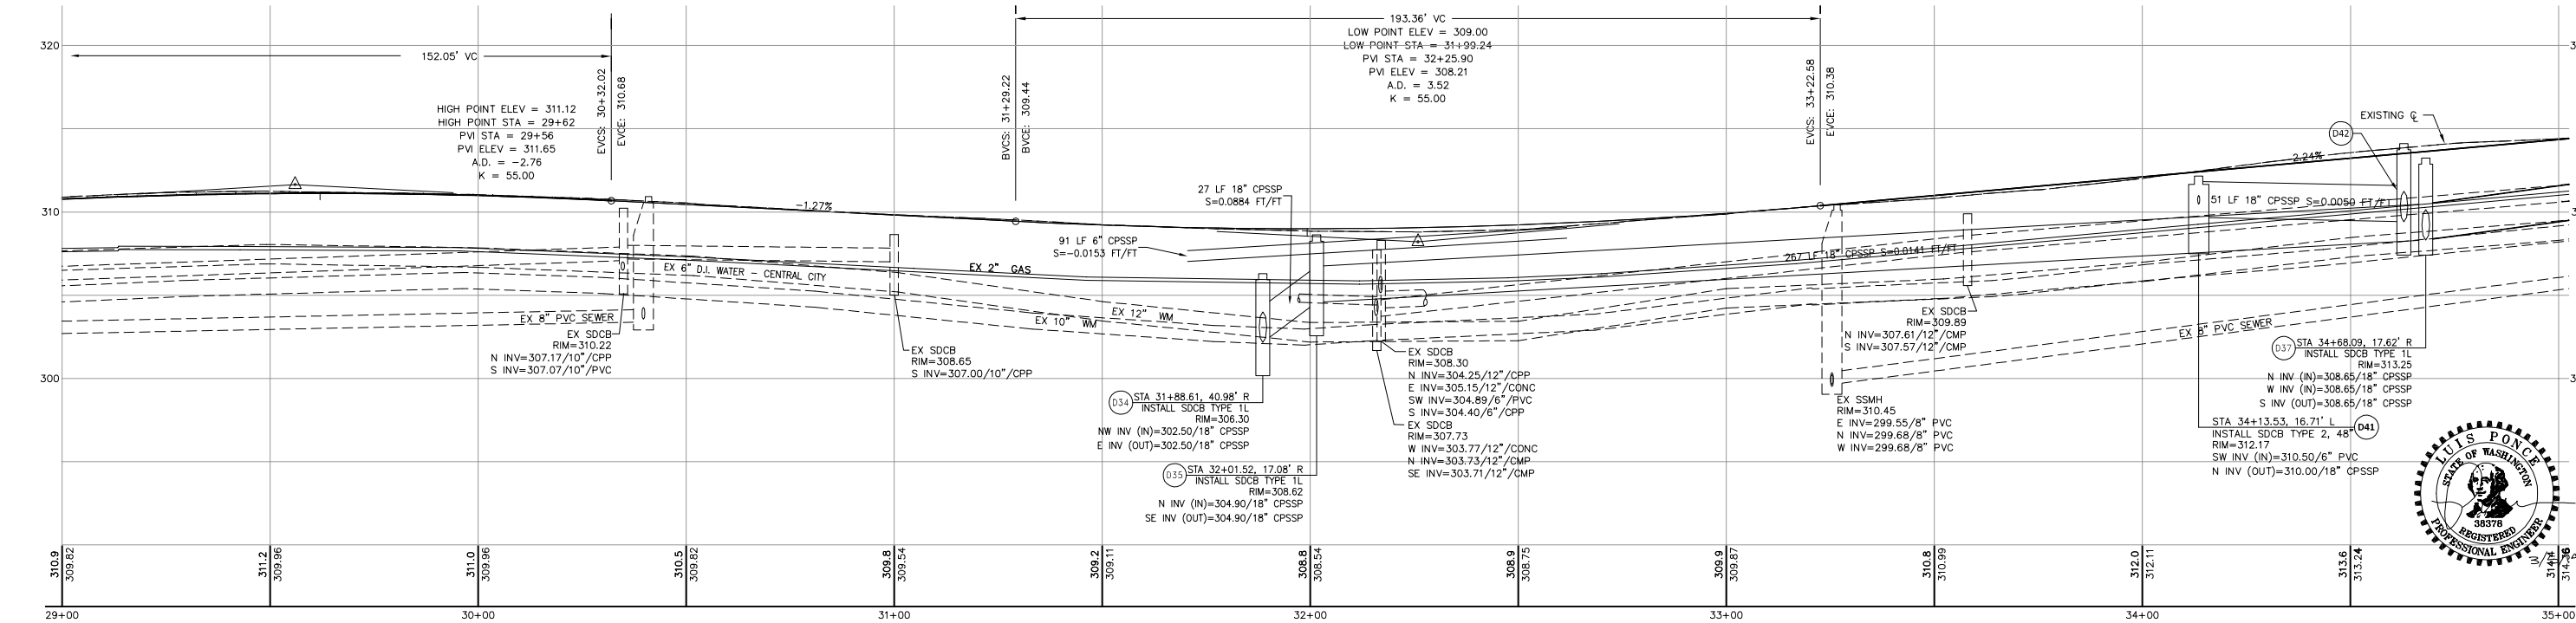 320
310
300
152.05' VC
HIGH POINT ELEV = 311.12
HIGH POINT STA = 29+62
PVI STA = 29+56
PVI ELEV = 311.65
A.D. = -2.76
K = 55.00
EVCS: 30+32.02
EVCE: 310.68
-1.27%
BVCS: 31+29.22
BVCE: 309.44
193.36' VC
LOW POINT ELEV = 309.00
LOW POINT STA = 31+99.24
PVI STA = 32+25.90
PVI ELEV = 308.21
A.D. = 3.52
K = 55.00
EVCS: 33+22.58
EVCE: 310.38
EXISTING ℄
D42
2.24%
27 LF 18" CPSSP
S=0.0884 FT/FT
91 LF 6" CPSSP
S=-0.0153 FT/FT
51 LF 18" CPSSP S=0.0050 FT/FT
267 LF 18" CPSSP S=0.0141 FT/FT
EX 6" D.I. WATER - CENTRAL CITY
EX 2" GAS
EX 8" PVC SEWER
EX 10" WM
EX 12" WM
EX 8" PVC SEWER
EX SDCB
RIM=310.22
N INV=307.17/10"/CPP
S INV=307.07/10"/PVC
EX SDCB
RIM=308.65
S INV=307.00/10"/CPP
D34
STA 31+88.61, 40.98' R
INSTALL SDCB TYPE 1L
RIM=306.30
NW INV (IN)=302.50/18" CPSSP
E INV (OUT)=302.50/18" CPSSP
D35
STA 32+01.52, 17.08' R
INSTALL SDCB TYPE 1L
RIM=308.62
N INV (IN)=304.90/18" CPSSP
SE INV (OUT)=304.90/18" CPSSP
EX SDCB
RIM=308.30
N INV=304.25/12"/CPP
E INV=305.15/12"/CONC
SW INV=304.89/6"/PVC
S INV=304.40/6"/CPP
EX SDCB
RIM=307.73
W INV=303.77/12"/CONC
N INV=303.73/12"/CMP
SE INV=303.71/12"/CMP
EX SDCB
RIM=309.89
N INV=307.61/12"/CMP
S INV=307.57/12"/CMP
EX SSMH
RIM=310.45
E INV=299.55/8" PVC
N INV=299.68/8" PVC
W INV=299.68/8" PVC
D37
STA 34+68.09, 17.62' R
INSTALL SDCB TYPE 1L
RIM=313.25
N INV (IN)=308.65/18" CPSSP
W INV (IN)=308.65/18" CPSSP
S INV (OUT)=308.65/18" CPSSP
STA 34+13.53, 16.71' L
D41
INSTALL SDCB TYPE 2, 48"
RIM=312.17
SW INV (IN)=310.50/6" PVC
N INV (OUT)=310.00/18" CPSSP
LUIS PONCE
STATE OF WASHINGTON
38378
REGISTERED
PROFESSIONAL ENGINEER
310.9
309.82
311.2
309.96
311.0
309.96
310.5
309.82
309.8
309.54
309.2
309.11
308.8
308.54
308.9
308.75
309.9
309.87
310.8
310.99
312.0
312.11
313.6
313.24
29+00
30+00
31+00
32+00
33+00
34+00
35+00